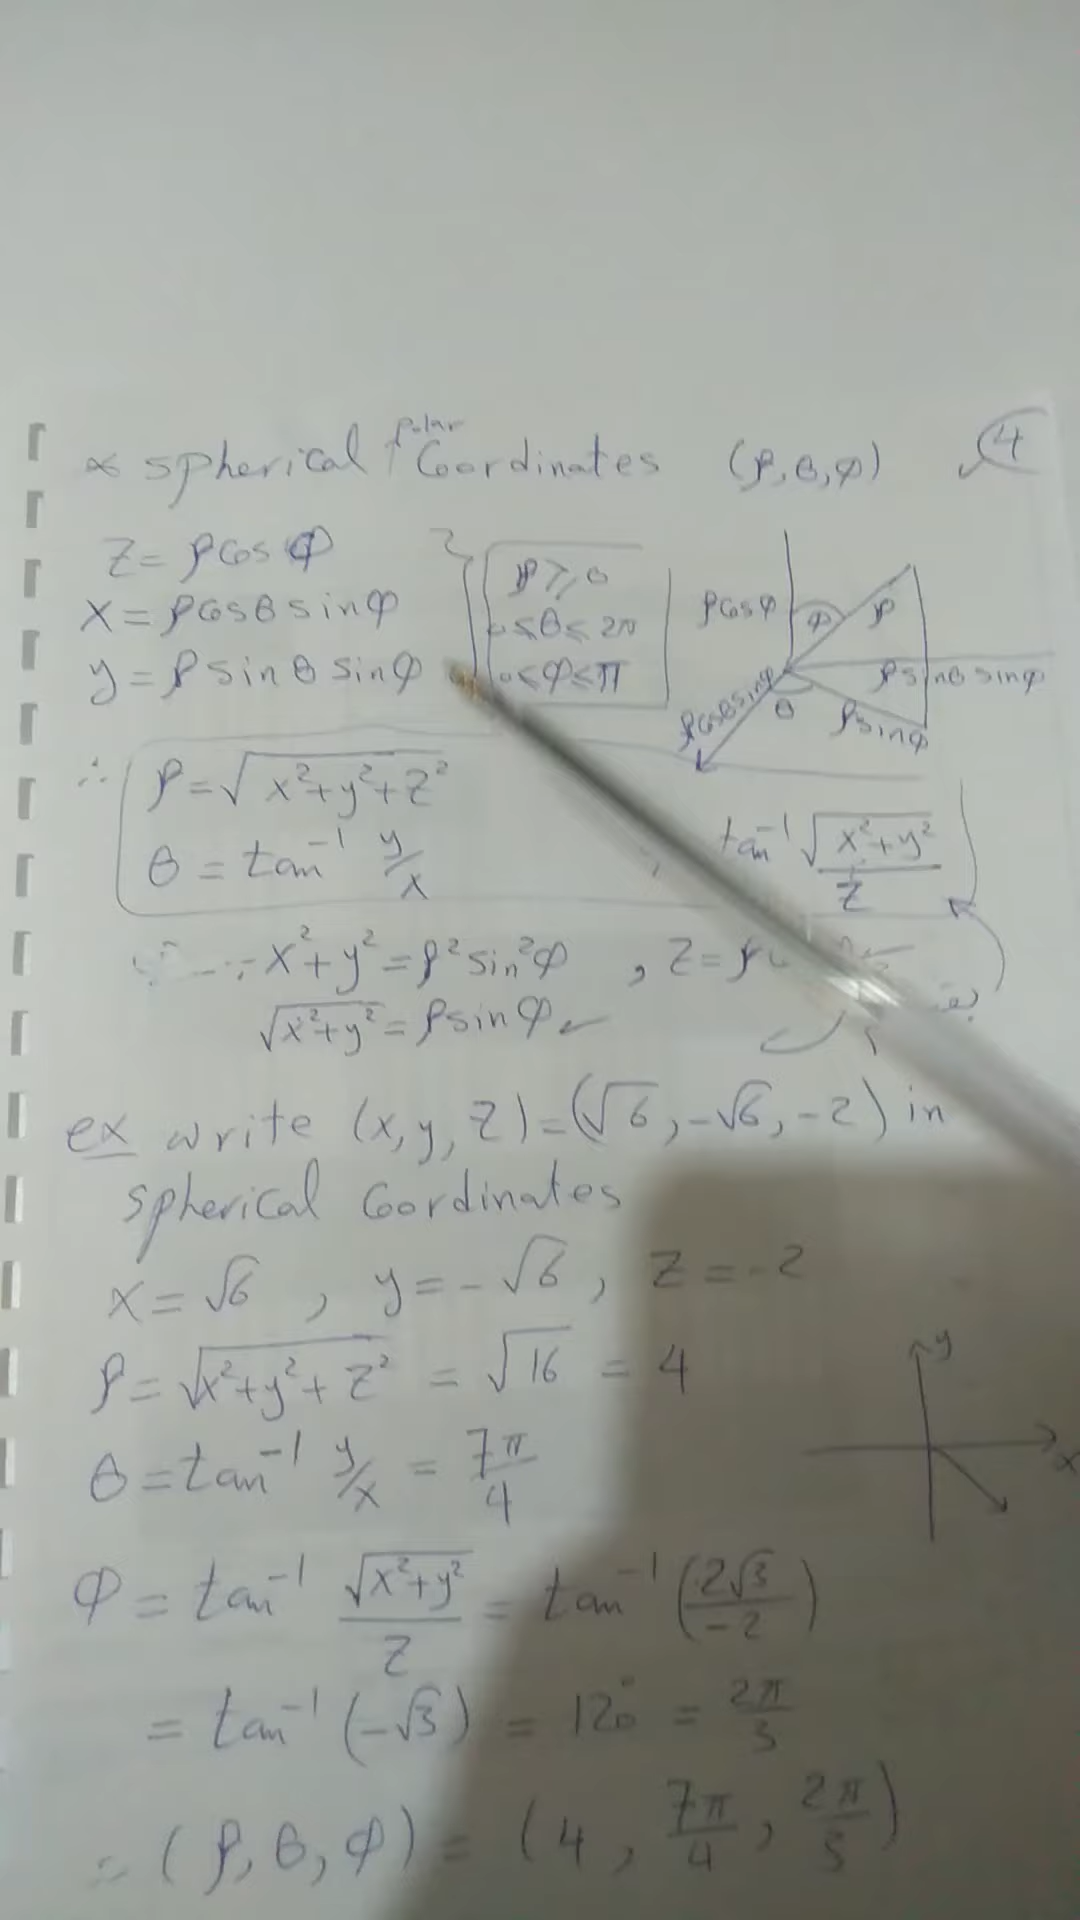 ∝ spherical polar Coordinates (ρ, θ, φ) 4
z = ρ cos φ
x = ρ cos θ sin φ
y = ρ sin θ sin φ
ρ ≥ 0
0 ≤ θ ≤ 2π
0 ≤ φ ≤ π
ρ cos φ φ ρ
ρ sin θ sin φ
ρ cos θ sin φ θ ρ sin φ
∴ ρ = √(x² + y² + z²)
θ = tan⁻¹ y/x , tan⁻¹ √(x² + y²)/z
∵ x² + y² = ρ² sin² φ , z = ρ
√(x² + y²) = ρ sin φ
ex write (x, y, z) = (√6, -√6, -2) in
spherical Coordinates
x = √6 , y = -√6 , z = -2
ρ = √(x² + y² + z²) = √16 = 4
y
x
θ = tan⁻¹ y/x = 7π/4
φ = tan⁻¹ √(x² + y²)/z = tan⁻¹ (2√3/-2)
= tan⁻¹ (-√3) = 120° = 2π/3
∴ (ρ, θ, φ) = (4, 7π/4, 2π/3)